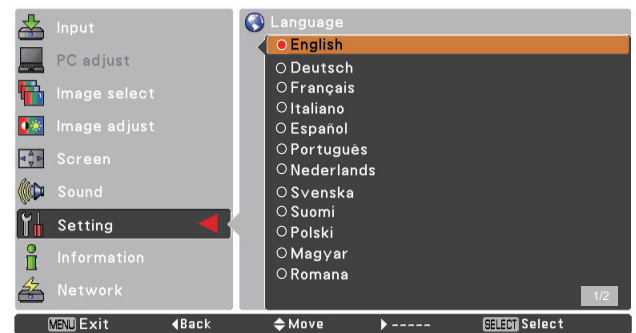 Input
PC adjust
Image select
Image adjust
Screen
Sound
Setting
Information
Network
Language
English
Deutsch
Français
Italiano
Español
Português
Nederlands
Svenska
Suomi
Polski
Magyar
Romana
1/2
MENU Exit
Back
Move
-----
SELECT Select